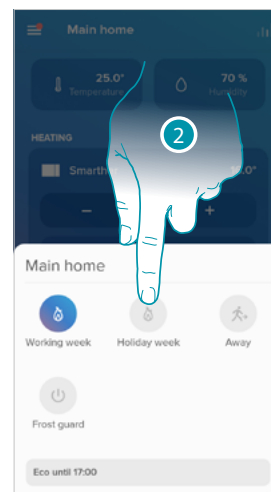 Main home
25.0°
Temperature
70 %
Humidity
HEATING
2
Main home
Working week
Holiday week
Away
Frost guard
Eco until 17:00